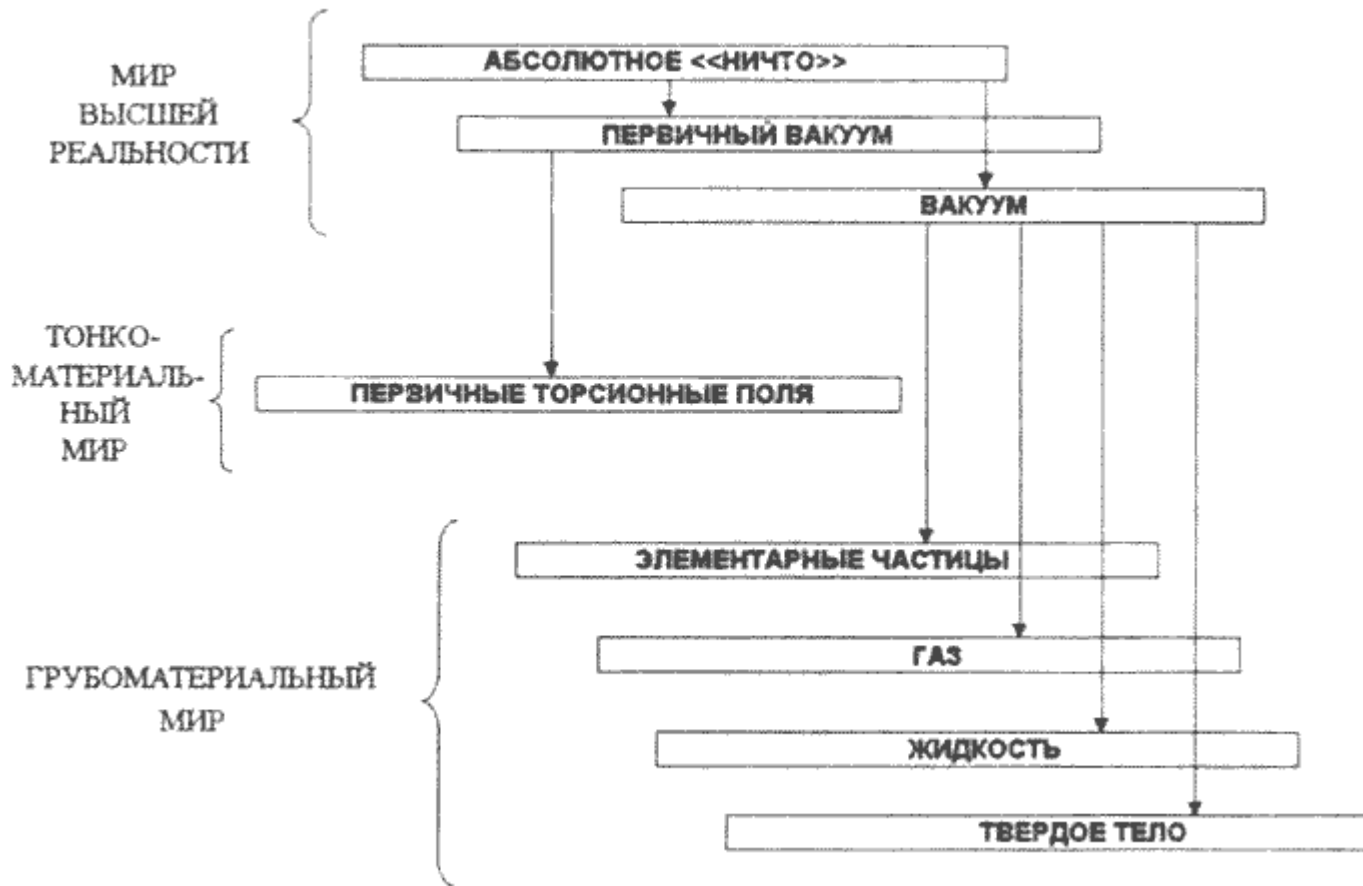 МИР
ВЫСШЕЙ
РЕАЛЬНОСТИ
АБСОЛЮТНОЕ <<НИЧТО>>
ПЕРВИЧНЫЙ ВАКУУМ
ВАКУУМ
ТОНКО-
МАТЕРИАЛЬ-
НЫЙ
МИР
ПЕРВИЧНЫЕ ТОРСИОННЫЕ ПОЛЯ
ГРУБОМАТЕРИАЛЬНЫЙ
МИР
ЭЛЕМЕНТАРНЫЕ ЧАСТИЦЫ
ГАЗ
ЖИДКОСТЬ
ТВЕРДОЕ ТЕЛО